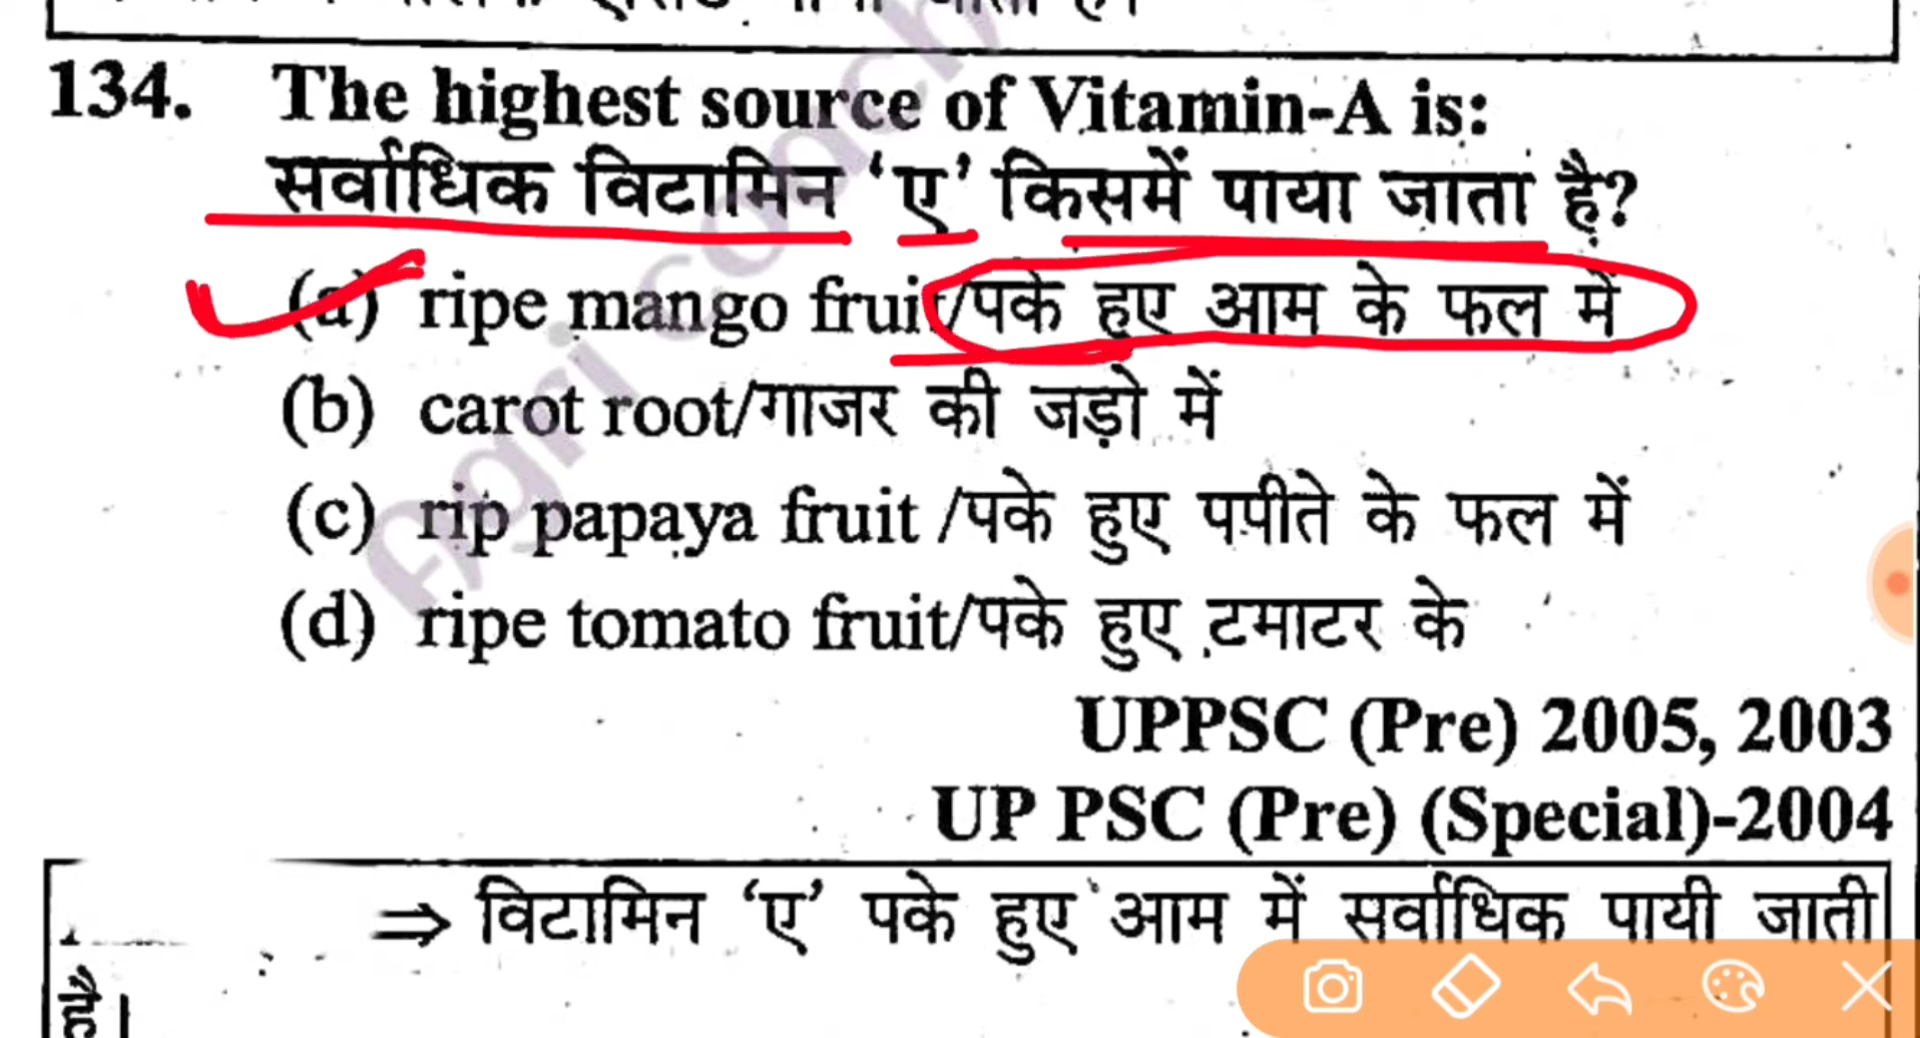 134. The highest source of Vitamin-A is:
सर्वाधिक विटामिन ‘ए’ किसमें पाया जाता है?
(a) ripe mango fruit/पके हुए आम के फल में
(b) carot root/गाजर की जड़ो में
(c) rip papaya fruit /पके हुए पपीते के फल में
(d) ripe tomato fruit/पके हुए टमाटर के
UPPSC (Pre) 2005, 2003
UP PSC (Pre) (Special)-2004
⇒ विटामिन ‘ए’ पके हुए आम में सर्वाधिक पायी जाती
है।
Agri coach